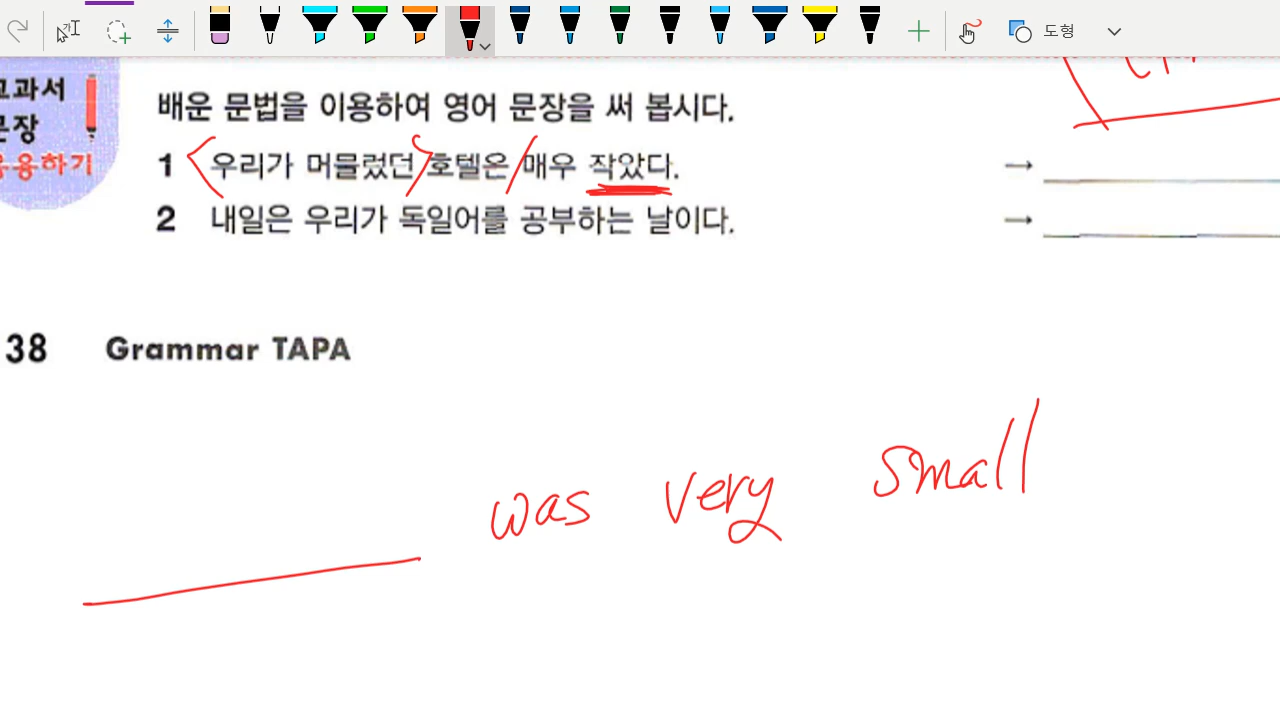 도형
교과서
문장
응용하기
배운 문법을 이용하여 영어 문장을 써 봅시다.
1 우리가 머물렀던 호텔은 매우 작았다. →
2 내일은 우리가 독일어를 공부하는 날이다. →
38 Grammar TAPA
was very small